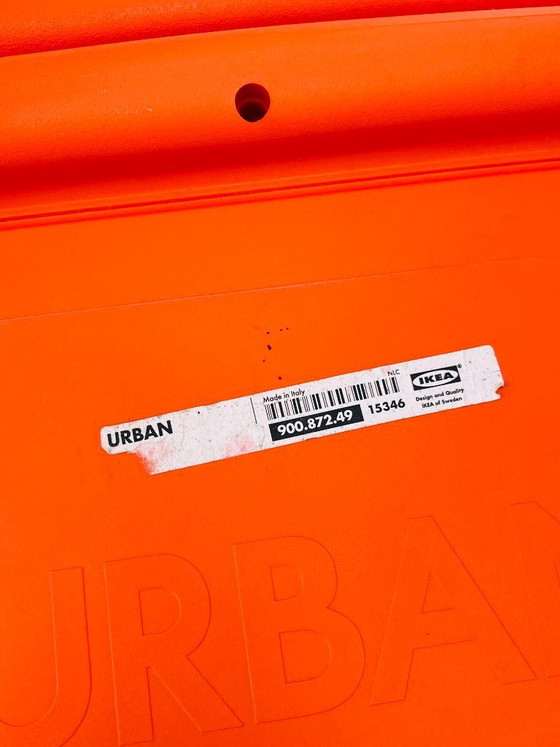 URBAN
Made in Italy
NLC
900.872.49
15346
IKEA®
Design and Quality
IKEA of Sweden
URBAN